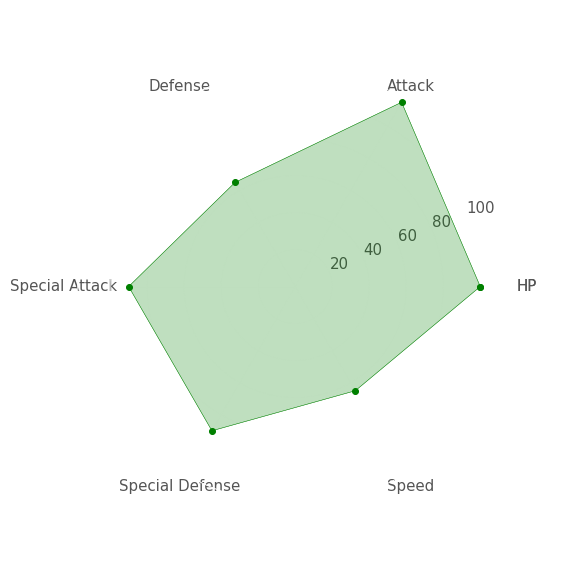 Defense
Attack
100
80
60
40
20
Special Attack
HP
Special Defense
Speed